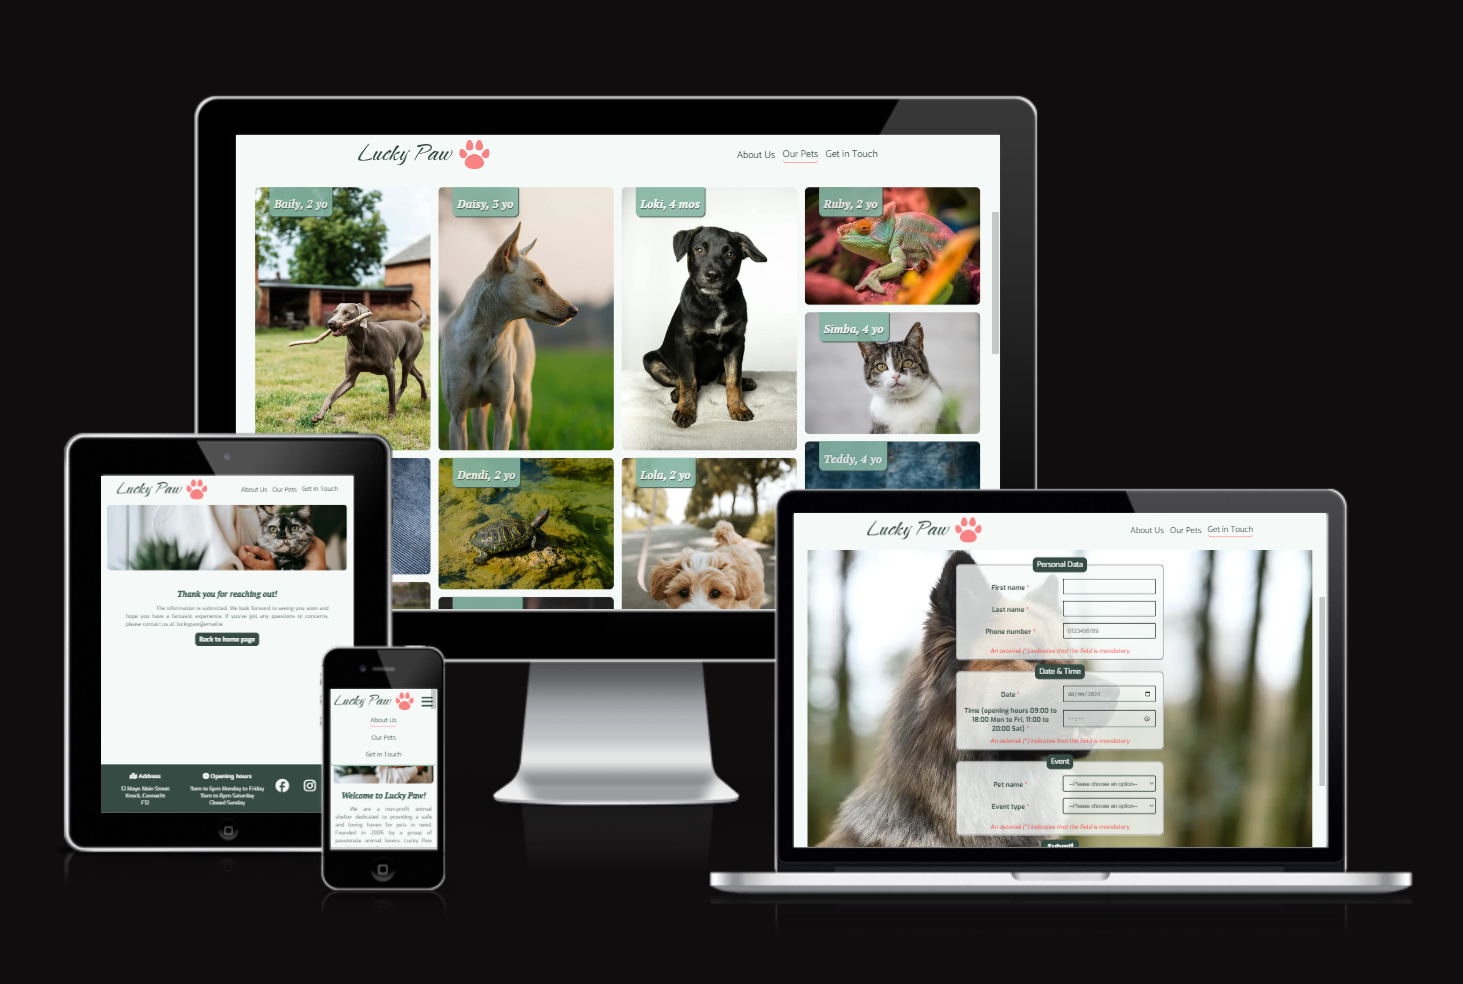 Lucky Paw
About Us Our Pets Get in Touch
Baily, 2 yo
Daisy, 3 yo
Loki, 4 mos
Ruby, 2 yo
Simba, 4 yo
Teddy, 4 yo
Dendi, 2 yo
Lola, 2 yo
Lucky Paw
About Us Our Pets Get in Touch
Thank you for reaching out!
The information is submitted. We look forward to seeing you soon and
hope you have a fantastic experience. If you've got any questions or concerns,
please contact us at luckypaw@email.ie
Back to home page
Address
12 Mayo Main Street
Knock, Connacht
F12
Opening hours
9am to 6pm Monday to Friday
11am to 8pm Saturday
Closed Sunday
Lucky Paw
About Us
Our Pets
Get in Touch
Welcome to Lucky Paw!
We are a non-profit animal
shelter dedicated to providing a safe
and loving haven for pets in need.
Founded in 2005 by a group of
passionate animal lovers, Lucky Paw
Lucky Paw
About Us Our Pets Get in Touch
Personal Data
First name *
Last name *
Phone number * 0123456789
An asterisk (*) indicates that the field is mandatory
Date & Time
Date * dd/mm/2024
Time (opening hours 09:00 to
18:00 Mon to Fri, 11:00 to
20:00 Sat) * --:--
An asterisk (*) indicates that the field is mandatory
Event
Pet name * --Please choose an option--
Event type * --Please choose an option--
An asterisk (*) indicates that the field is mandatory
Submit